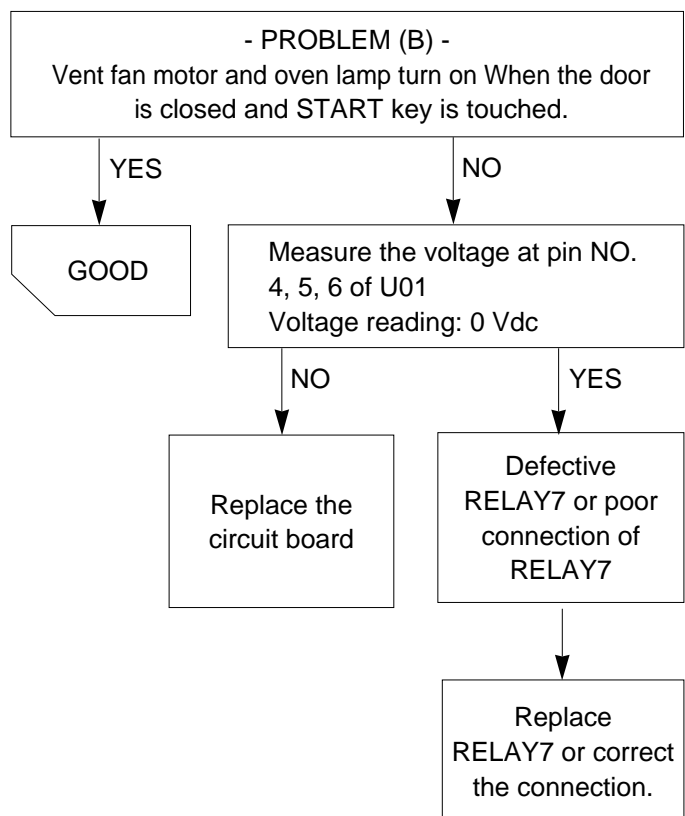 - PROBLEM (B) -
Vent fan motor and oven lamp turn on When the door
is closed and START key is touched.
YES
NO
GOOD
Measure the voltage at pin NO.
4, 5, 6 of U01
Voltage reading: 0 Vdc
NO
YES
Replace the
circuit board
Defective
RELAY7 or poor
connection of
RELAY7
Replace
RELAY7 or correct
the connection.